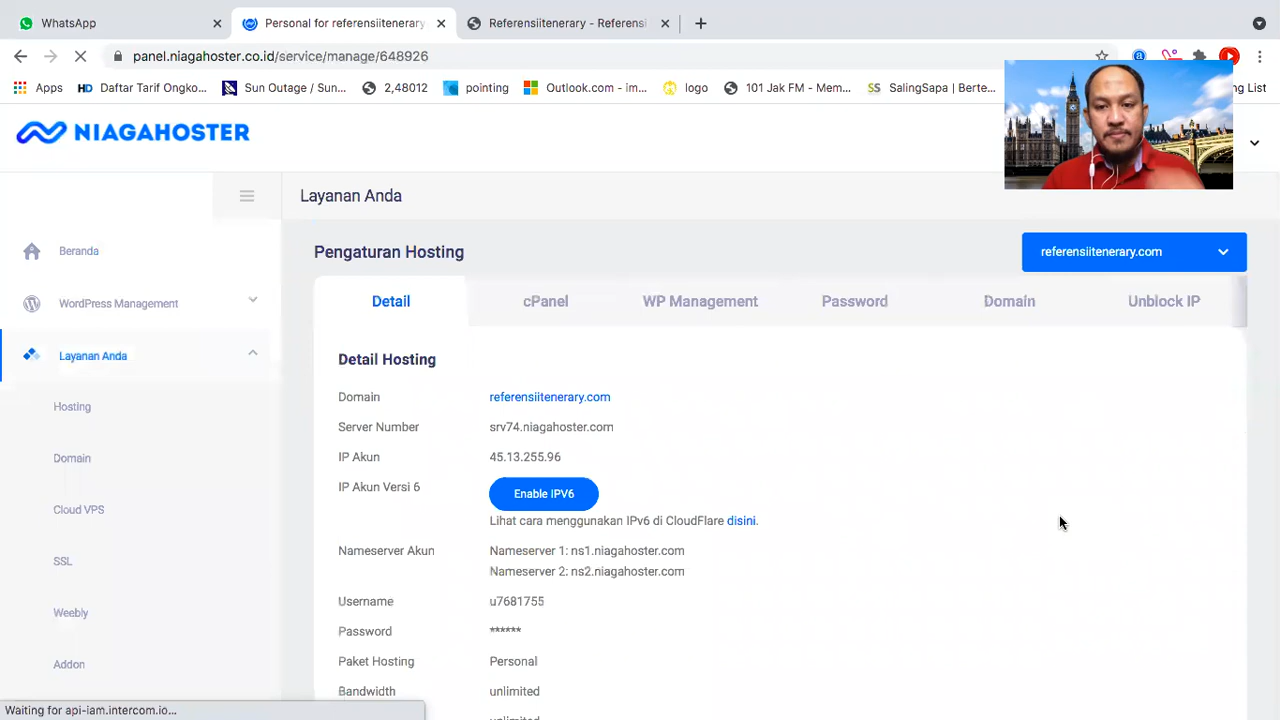 WhatsApp
Personal for referensiitenerary
Referensiitenerary - Referensi
panel.niagahoster.co.id/service/manage/648926
Apps
Daftar Tarif Ongko...
Sun Outage / Sun...
2,48012
pointing
Outlook.com - im...
logo
101 Jak FM - Mem...
SalingSapa | Berte...
ng List
NIAGAHOSTER
Layanan Anda
Beranda
WordPress Management
Layanan Anda
Hosting
Domain
Cloud VPS
SSL
Weebly
Addon
Pengaturan Hosting
referensiitenerary.com
Detail
cPanel
WP Management
Password
Domain
Unblock IP
Detail Hosting
Domain
referensiitenerary.com
Server Number
srv74.niagahoster.com
IP Akun
45.13.255.96
IP Akun Versi 6
Enable IPV6
Lihat cara menggunakan IPv6 di CloudFlare disini.
Nameserver Akun
Nameserver 1: ns1.niagahoster.com
Nameserver 2: ns2.niagahoster.com
Username
u7681755
Password
******
Paket Hosting
Personal
Bandwidth
unlimited
Waiting for api-iam.intercom.io...